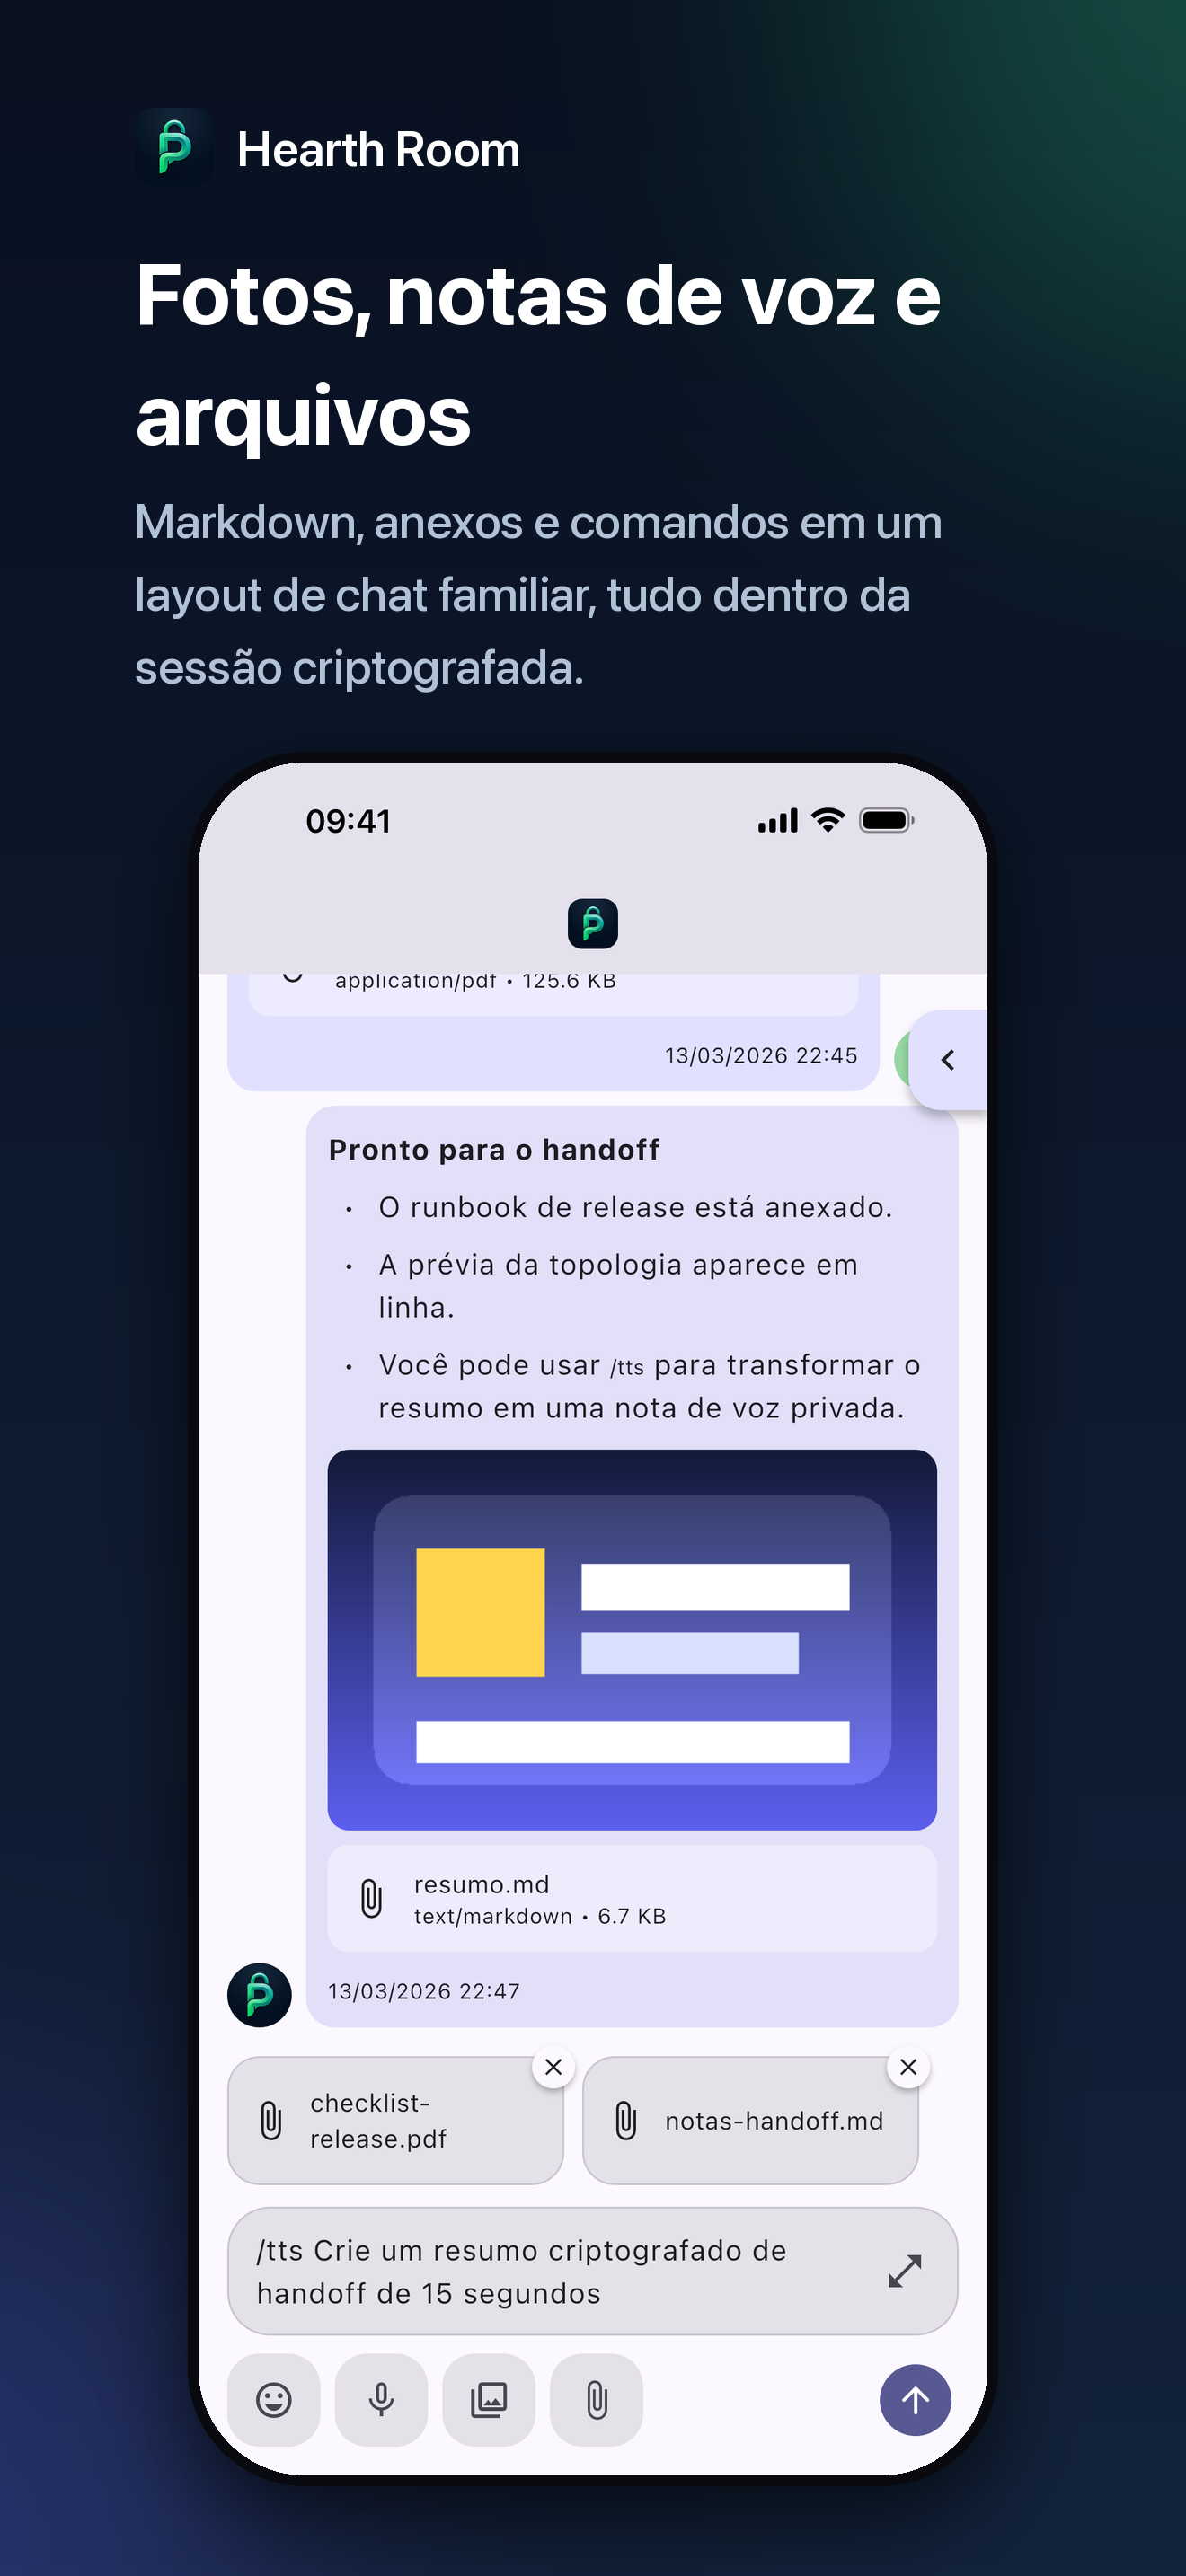 Hearth Room
Fotos, notas de voz e
arquivos
Markdown, anexos e comandos em um
layout de chat familiar, tudo dentro da
sessão criptografada.
09:41
application/pdf • 125.6 KB
13/03/2026 22:45
Pronto para o handoff
• O runbook de release está anexado.
• A prévia da topologia aparece em
linha.
• Você pode usar /tts para transformar o
resumo em uma nota de voz privada.
resumo.md
text/markdown • 6.7 KB
13/03/2026 22:47
checklist-
release.pdf
notas-handoff.md
/tts Crie um resumo criptografado de
handoff de 15 segundos